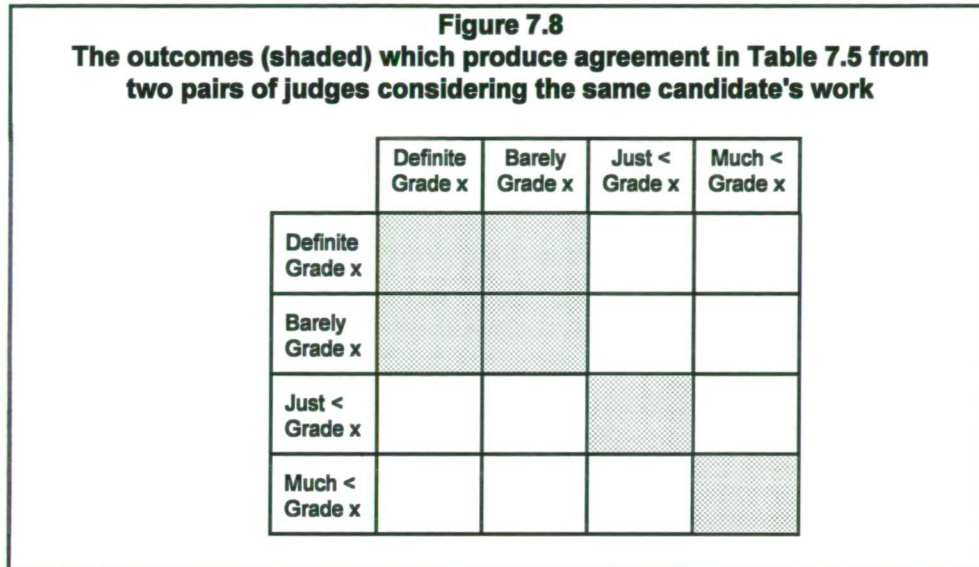 Figure 7.8
The outcomes (shaded) which produce agreement in Table 7.5 from
two pairs of judges considering the same candidate's work
Definite Grade x
Barely Grade x
Just < Grade x
Much < Grade x
Definite
Grade x
Barely
Grade x
Just <
Grade x
Much <
Grade x